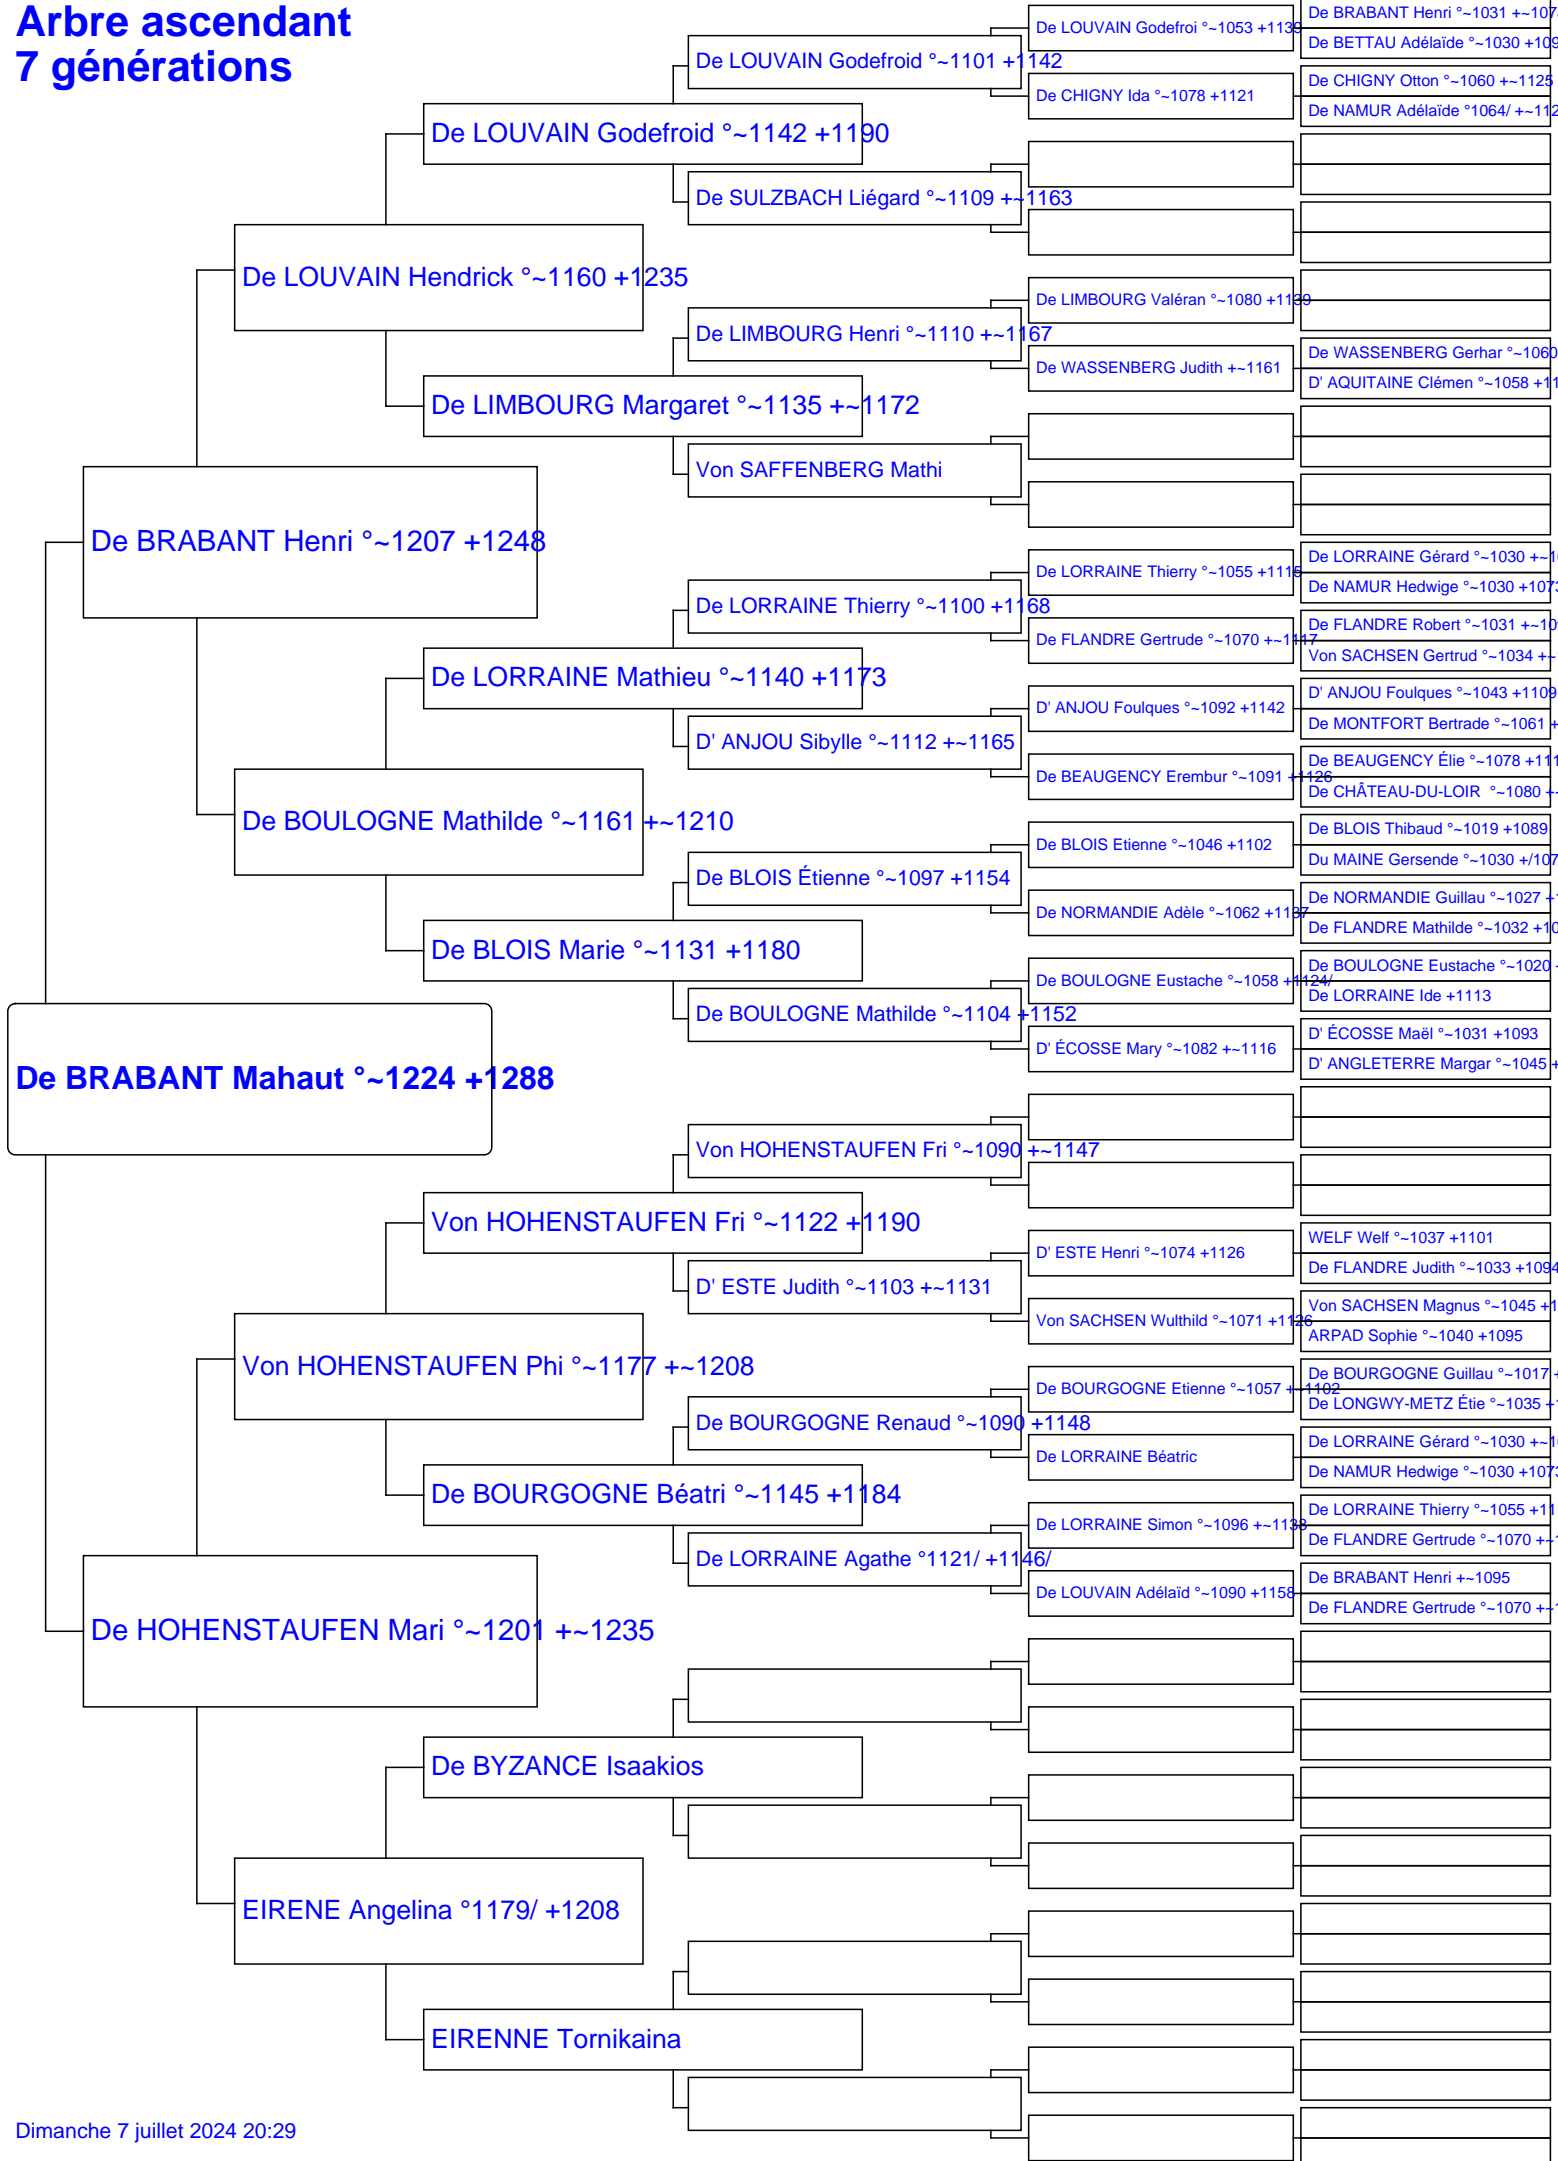 Arbre ascendant
7 générations
De BRABANT Mahaut °~1224 +1288
De BRABANT Henri °~1207 +1248
De HOHENSTAUFEN Mari °~1201 +~1235
De LOUVAIN Hendrick °~1160 +1235
De BOULOGNE Mathilde °~1161 +~1210
Von HOHENSTAUFEN Phi °~1177 +~1208
EIRENE Angelina °1179/ +1208
De LOUVAIN Godefroid °~1142 +1190
De LIMBOURG Margaret °~1135 +~1172
De LORRAINE Mathieu °~1140 +1173
De BLOIS Marie °~1131 +1180
Von HOHENSTAUFEN Fri °~1122 +1190
De BOURGOGNE Béatri °~1145 +1184
De BYZANCE Isaakios
EIRENNE Tornikaina
De LOUVAIN Godefroid °~1101 +1142
De SULZBACH Liégard °~1109 +~1163
De LIMBOURG Henri °~1110 +~1167
Von SAFFENBERG Mathi
De LORRAINE Thierry °~1100 +1168
D' ANJOU Sibylle °~1112 +~1165
De BLOIS Étienne °~1097 +1154
De BOULOGNE Mathilde °~1104 +1152
Von HOHENSTAUFEN Fri °~1090 +~1147
D' ESTE Judith °~1103 +~1131
De BOURGOGNE Renaud °~1090 +1148
De LORRAINE Agathe °1121/ +1146/
De LOUVAIN Godefroi °~1053 +1139
De CHIGNY Ida °~1078 +1121
De LIMBOURG Valéran °~1080 +1139
De WASSENBERG Judith +~1161
De LORRAINE Thierry °~1055 +1115
De FLANDRE Gertrude °~1070 +~1117
D' ANJOU Foulques °~1092 +1142
De BEAUGENCY Erembur °~1091 +1126
De BLOIS Etienne °~1046 +1102
De NORMANDIE Adèle °~1062 +1137
De BOULOGNE Eustache °~1058 +1124/
D' ÉCOSSE Mary °~1082 +~1116
D' ESTE Henri °~1074 +1126
Von SACHSEN Wulthild °~1071 +1126
De BOURGOGNE Etienne °~1057 +~1102
De LORRAINE Béatric
De LORRAINE Simon °~1096 +~1138
De LOUVAIN Adélaïd °~1090 +1158
De BRABANT Henri °~1031 +~107
De BETTAU Adélaïde °~1030 +109
De CHIGNY Otton °~1060 +~1125
De NAMUR Adélaïde °1064/ +~112
De WASSENBERG Gerhar °~1060
D' AQUITAINE Clémen °~1058 +11
De LORRAINE Gérard °~1030 +~10
De NAMUR Hedwige °~1030 +1073
De FLANDRE Robert °~1031 +~109
Von SACHSEN Gertrud °~1034 +~
D' ANJOU Foulques °~1043 +1109
De MONTFORT Bertrade °~1061 +
De BEAUGENCY Élie °~1078 +111
De CHÂTEAU-DU-LOIR °~1080 +~
De BLOIS Thibaud °~1019 +1089
Du MAINE Gersende °~1030 +/107
De NORMANDIE Guillau °~1027 +1
De FLANDRE Mathilde °~1032 +10
De BOULOGNE Eustache °~1020
De LORRAINE Ide +1113
D' ÉCOSSE Maël °~1031 +1093
D' ANGLETERRE Margar °~1045 +
WELF Welf °~1037 +1101
De FLANDRE Judith °~1033 +1094
Von SACHSEN Magnus °~1045 +1
ARPAD Sophie °~1040 +1095
De BOURGOGNE Guillau °~1017 +
De LONGWY-METZ Étie °~1035 +1
De LORRAINE Gérard °~1030 +~10
De NAMUR Hedwige °~1030 +1073
De LORRAINE Thierry °~1055 +11
De FLANDRE Gertrude °~1070 +~1
De BRABANT Henri +~1095
De FLANDRE Gertrude °~1070 +~1
Dimanche 7 juillet 2024 20:29